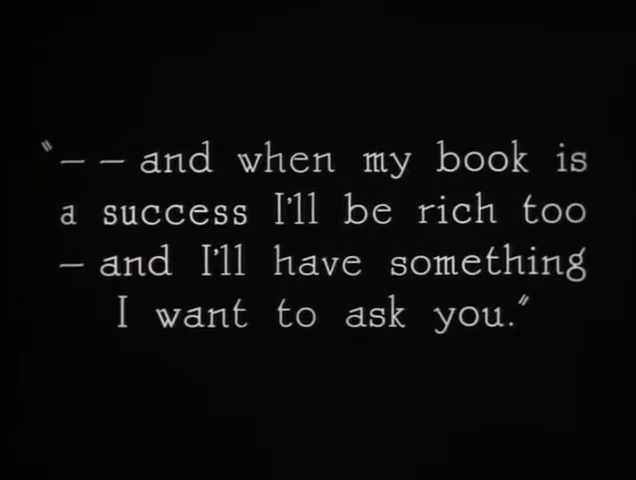 "— — and when my book is
a success I'll be rich too
— and I'll have something
I want to ask you."